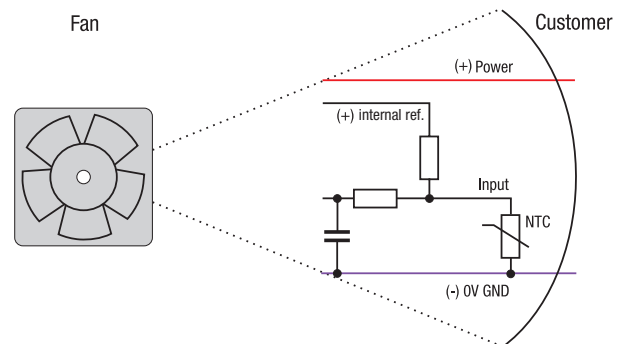 Fan
Customer
(+) Power
(+) internal ref.
Input
NTC
(-) 0V GND